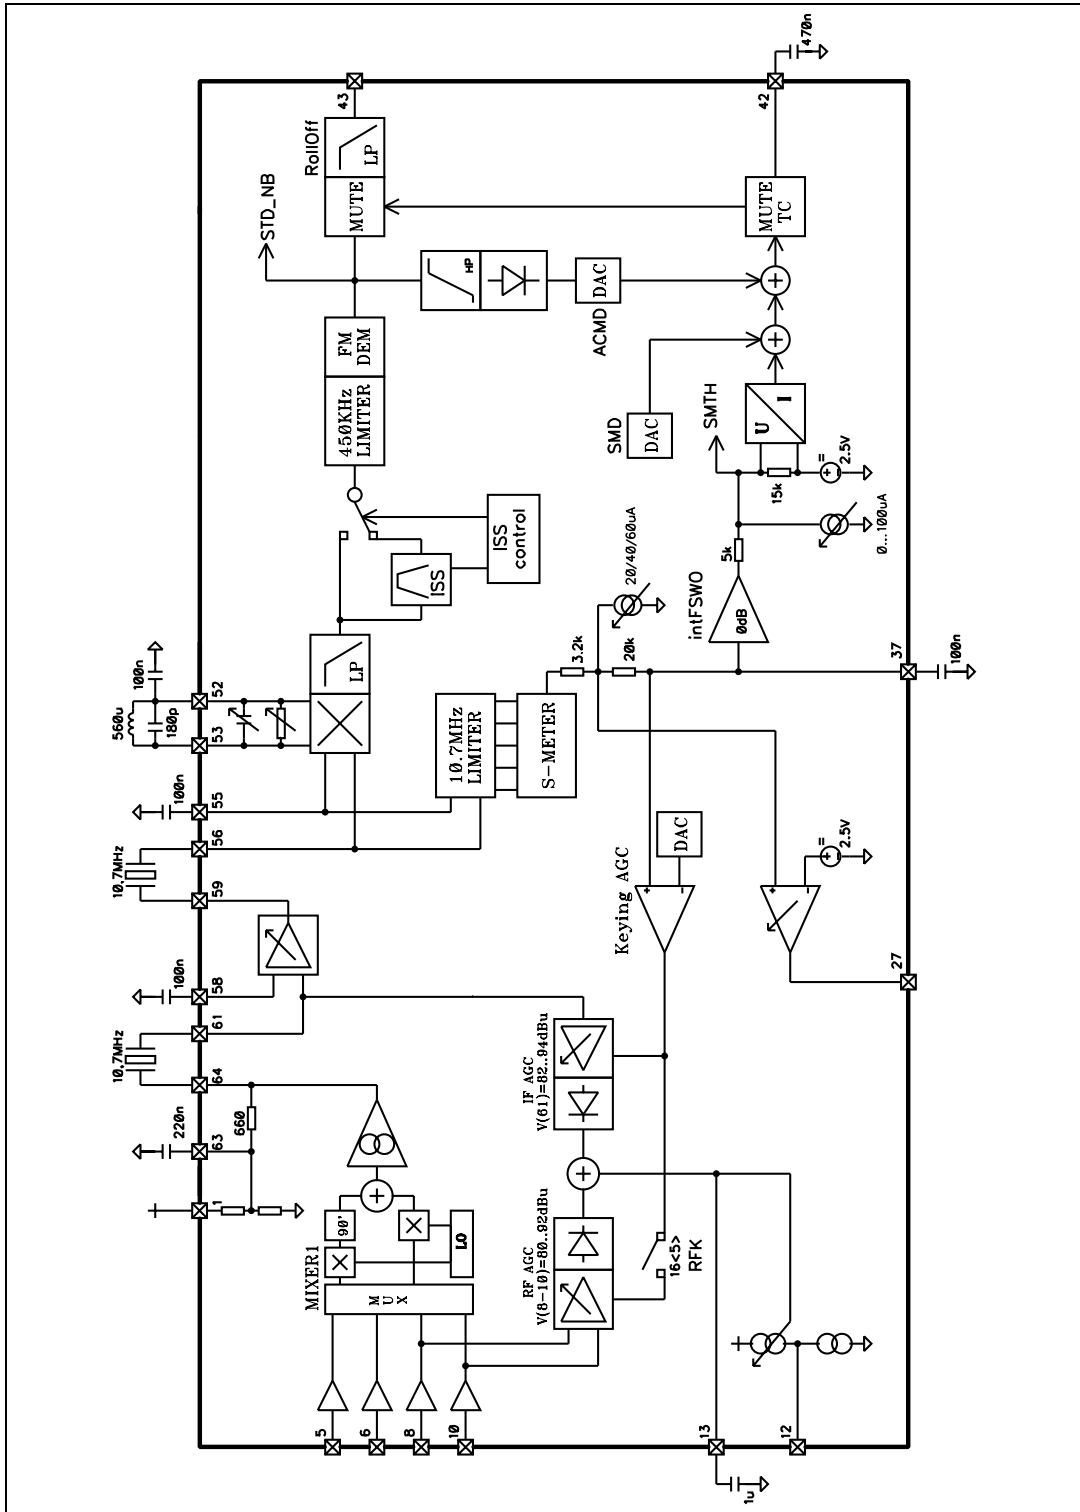 470n
43
42
RollOff
LP
MUTE
MUTE
TC
STD_NB
HP
DAC
ACMD
FM
DEM
450KHz
LIMITER
SMD
DAC
SMTH
U
I
15k
=
2.5V
ISS
control
ISS
20/40/60uA
5k
0...100uA
intFSWO
0dB
3.2k
20k
37
100n
100n
560u
180p
52
53
LP
10.7MHz
LIMITER
S-METER
100n
55
56
10.7MHz
59
DAC
Keying AGC
+
-
+
-
=
2.5V
27
100n
58
61
10.7MHz
64
IF AGC
V(61)=82..94dBu
220n
63
660
1
90'
MIXER1
LO
M
U
X
RF AGC
V(8-10)=80..92dBu
16<5>
RFK
5
6
8
10
13
12
1u